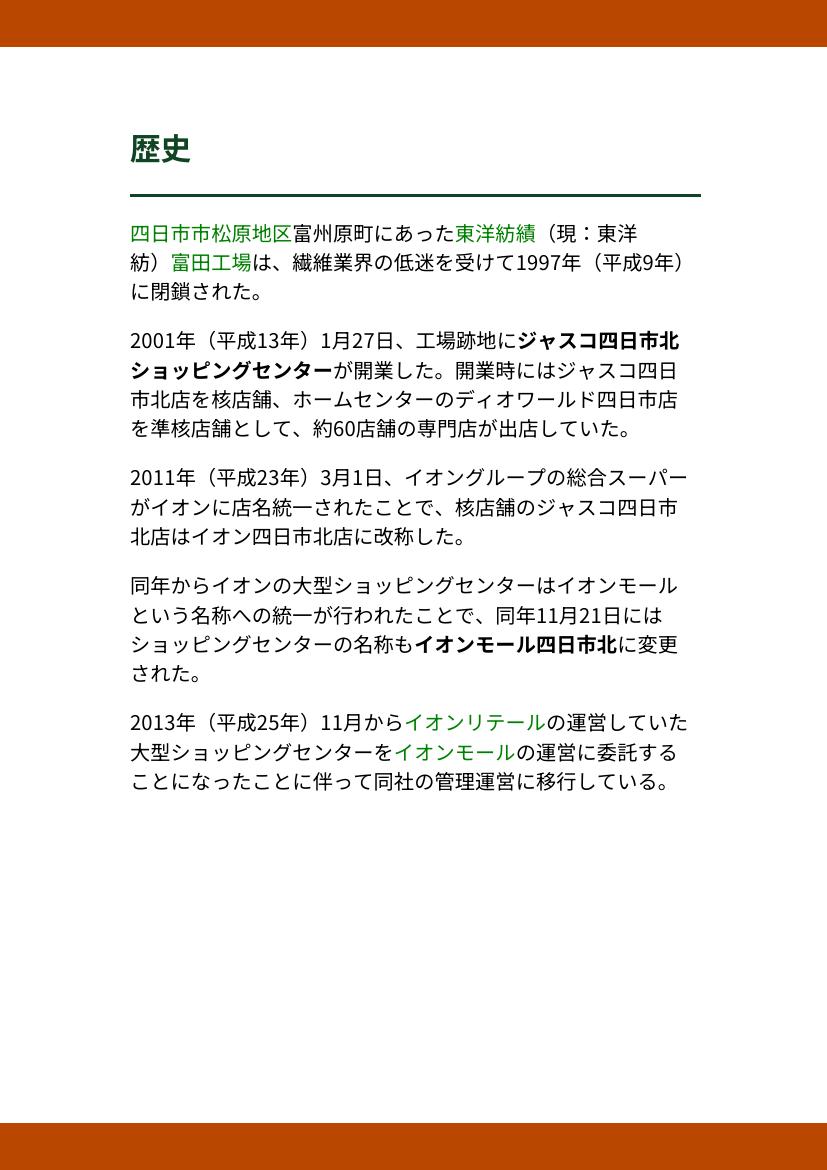 歴史
四日市市松原地区富州原町にあった東洋紡績（現：東洋
紡）富田工場は、繊維業界の低迷を受けて1997年（平成9年）
に閉鎖された。
2001年（平成13年）1月27日、工場跡地にジャスコ四日市北
ショッピングセンターが開業した。開業時にはジャスコ四日
市北店を核店舗、ホームセンターのディオワールド四日市店
を準核店舗として、約60店舗の専門店が出店していた。
2011年（平成23年）3月1日、イオングループの総合スーパー
がイオンに店名統一されたことで、核店舗のジャスコ四日市
北店はイオン四日市北店に改称した。
同年からイオンの大型ショッピングセンターはイオンモール
という名称への統一が行われたことで、同年11月21日には
ショッピングセンターの名称もイオンモール四日市北に変更
された。
2013年（平成25年）11月からイオンリテールの運営していた
大型ショッピングセンターをイオンモールの運営に委託する
ことになったことに伴って同社の管理運営に移行している。